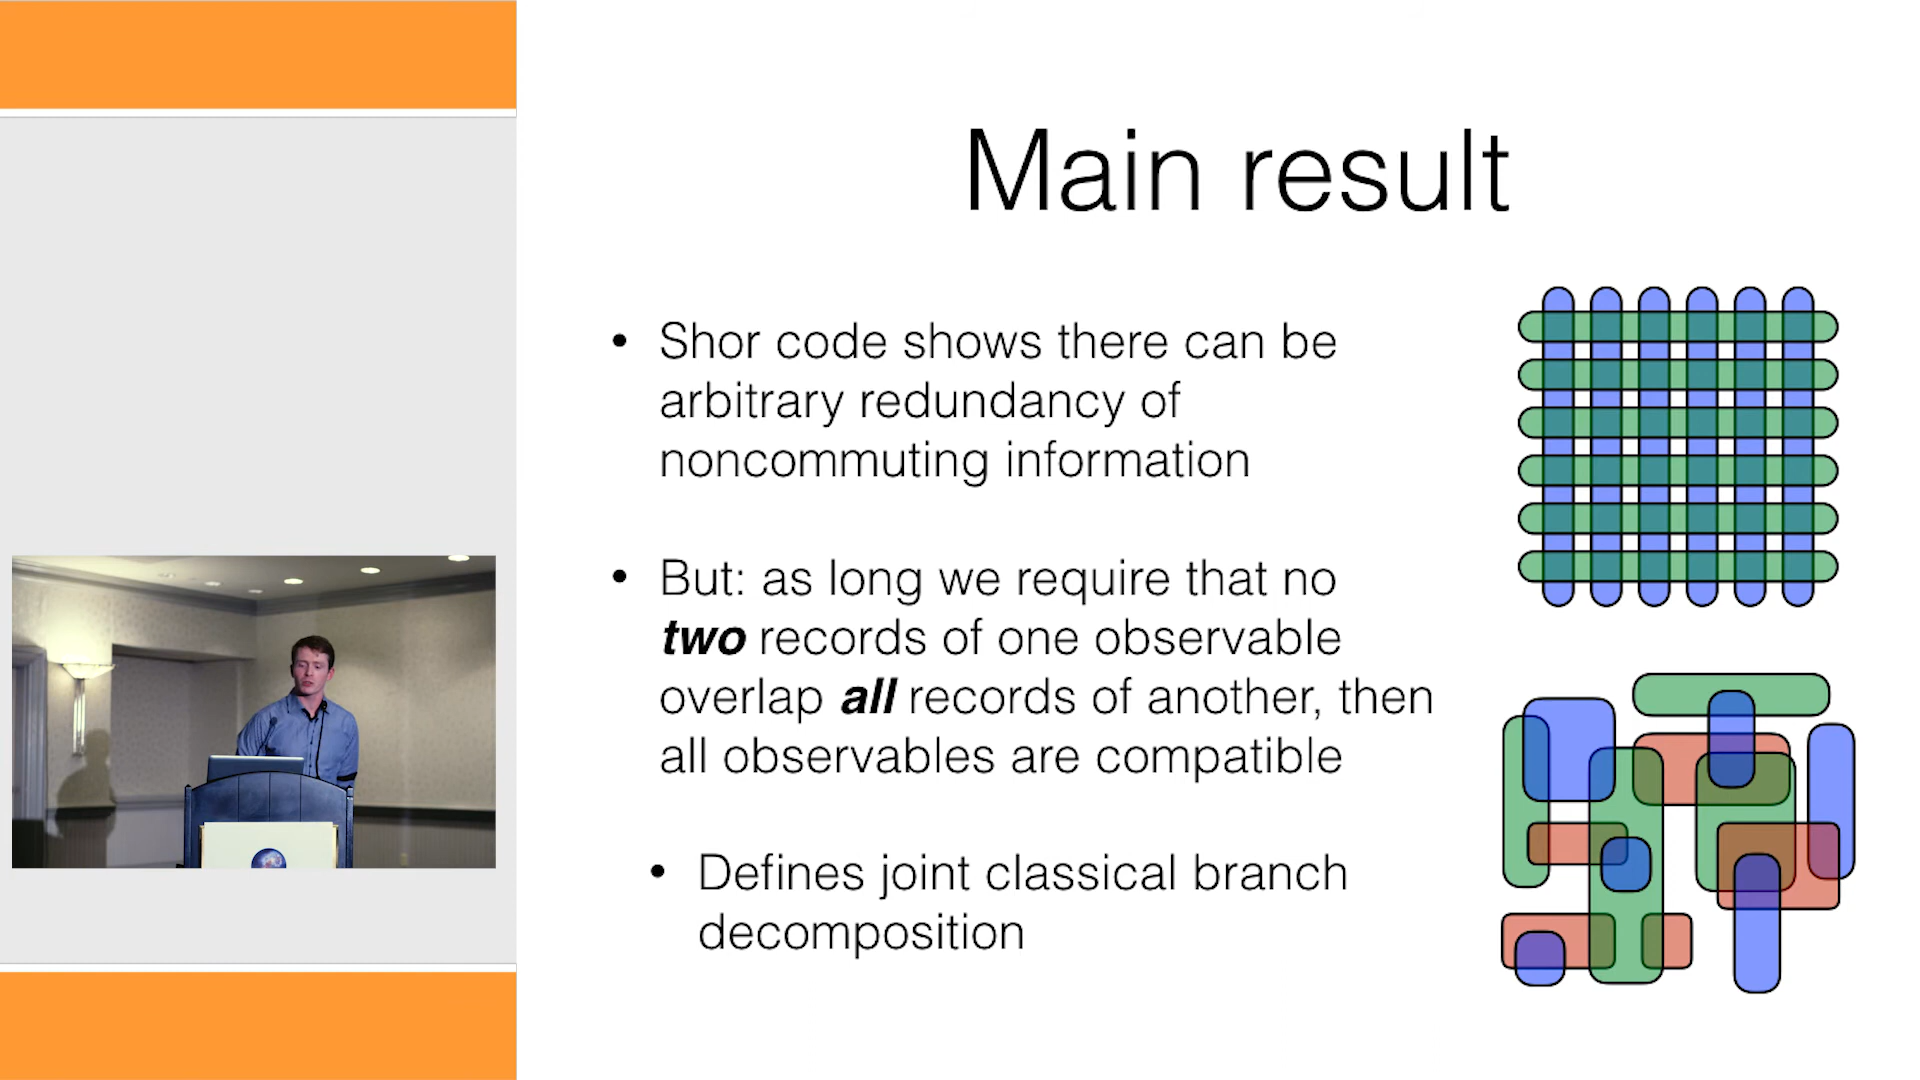 Main result
• Shor code shows there can be
arbitrary redundancy of
noncommuting information
• But: as long we require that no
two records of one observable
overlap all records of another, then
all observables are compatible
• Defines joint classical branch
decomposition